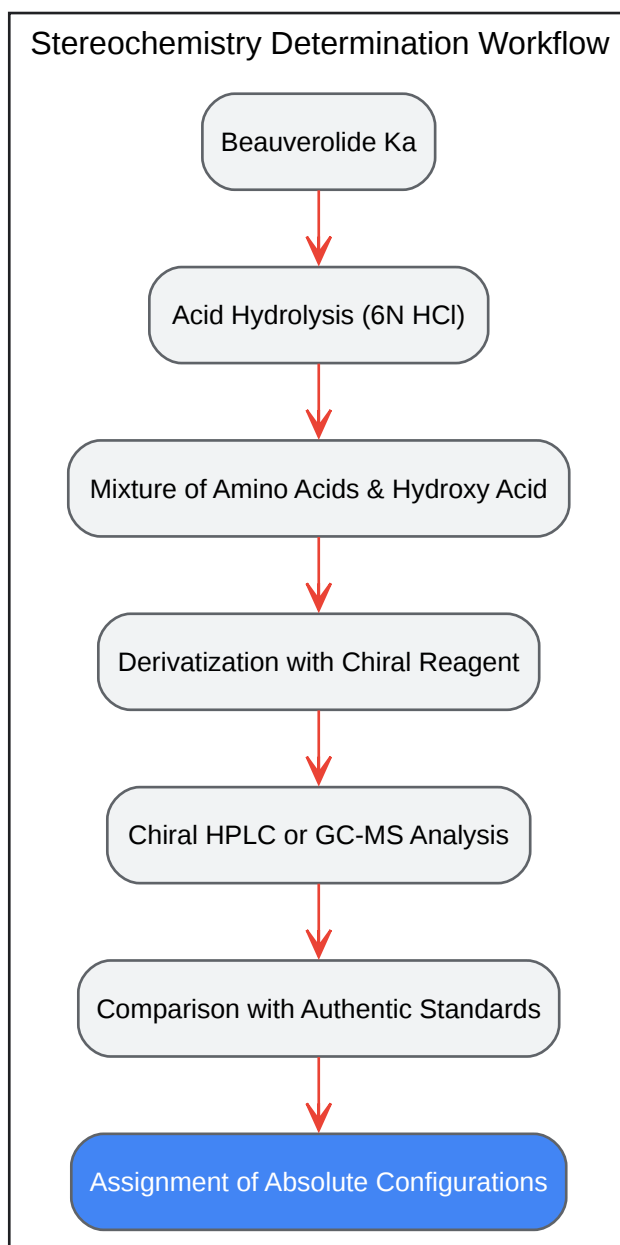 Stereochemistry Determination Workflow
Beauverolide Ka
Acid Hydrolysis (6N HCl)
Mixture of Amino Acids & Hydroxy Acid
Derivatization with Chiral Reagent
Chiral HPLC or GC-MS Analysis
Comparison with Authentic Standards
Assignment of Absolute Configurations